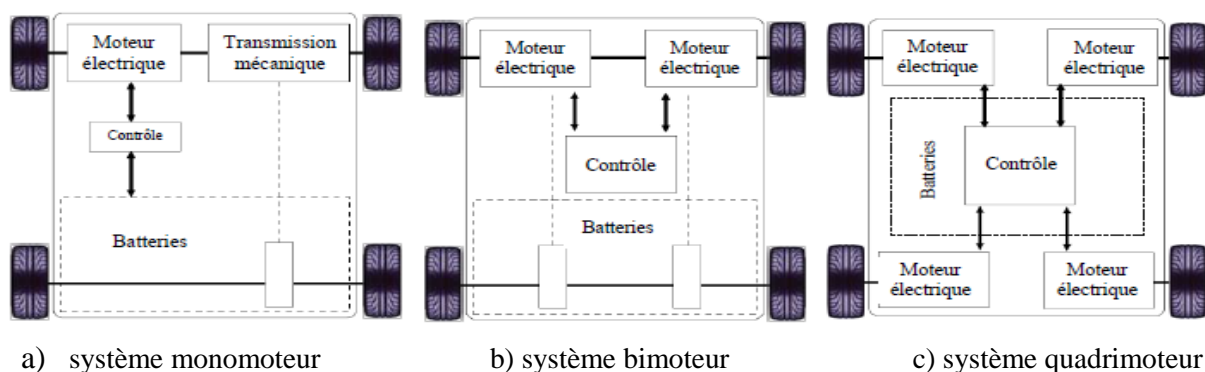 Moteur
électrique
Transmission
mécanique
Contrôle
Batteries
Moteur
électrique
Moteur
électrique
Contrôle
Batteries
Moteur
électrique
Moteur
électrique
Batteries
Contrôle
Moteur
électrique
Moteur
électrique
a) système monomoteur
b) système bimoteur
c) système quadrimoteur